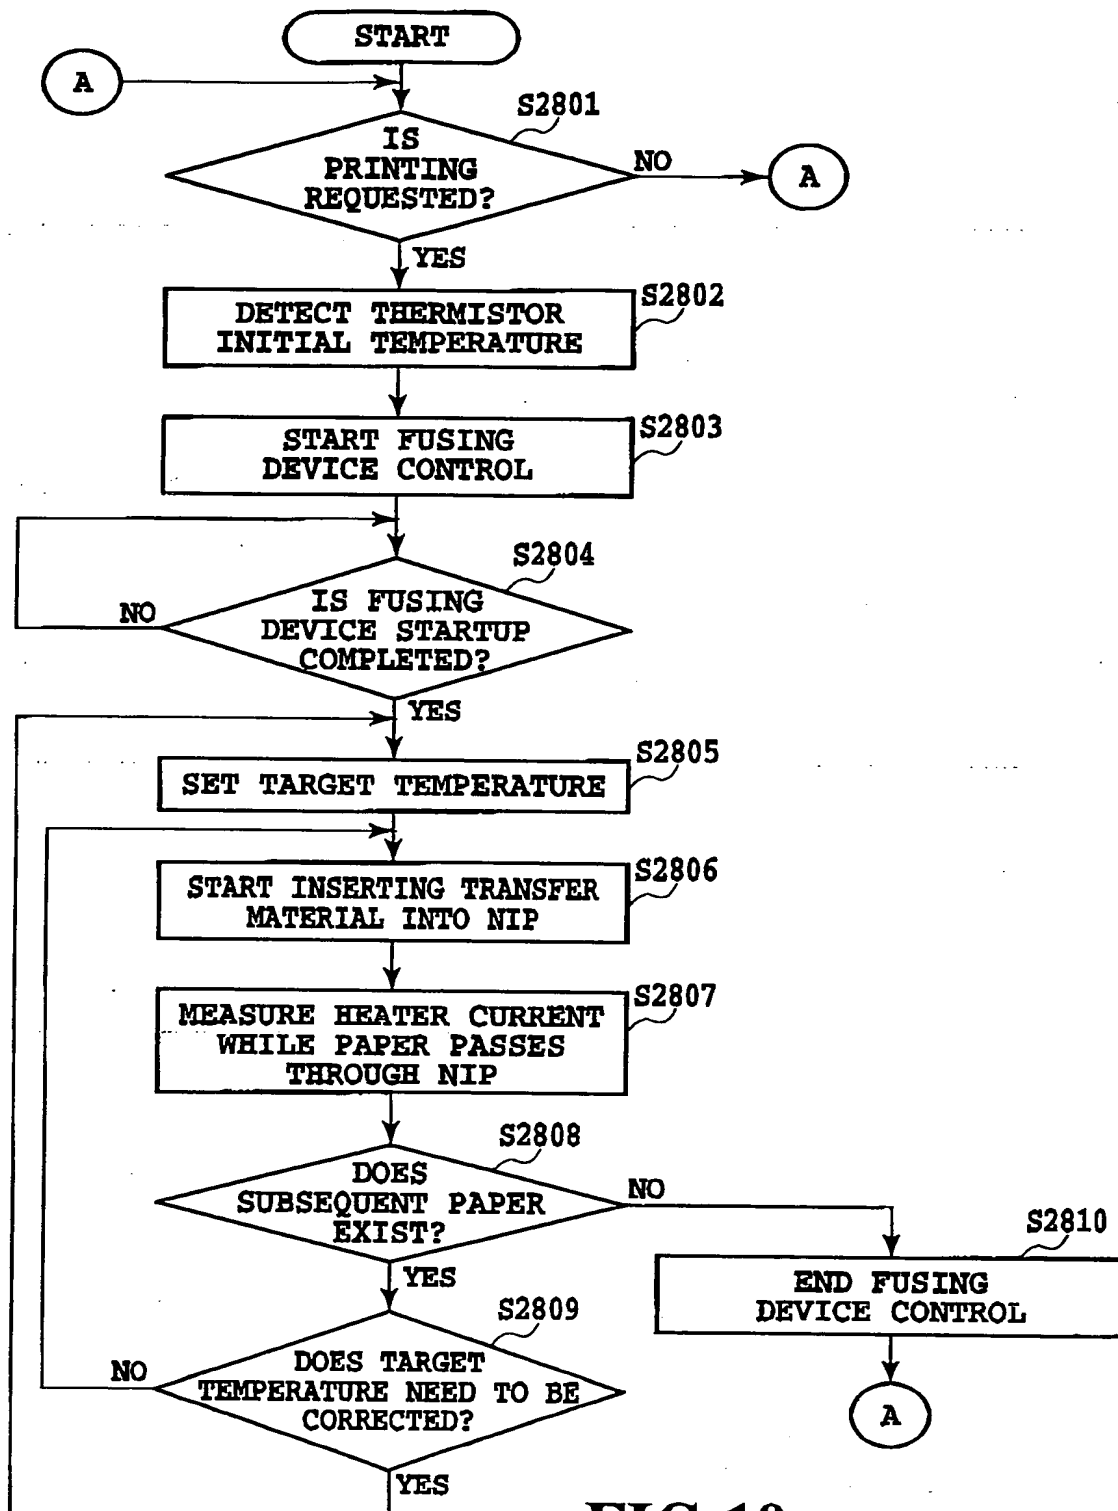 START
A
S2801
IS
PRINTING
REQUESTED?
NO
A
YES
S2802
DETECT THERMISTOR
INITIAL TEMPERATURE
S2803
START FUSING
DEVICE CONTROL
S2804
IS FUSING
DEVICE STARTUP
COMPLETED?
NO
YES
S2805
SET TARGET TEMPERATURE
S2806
START INSERTING TRANSFER
MATERIAL INTO NIP
S2807
MEASURE HEATER CURRENT
WHILE PAPER PASSES
THROUGH NIP
S2808
DOES
SUBSEQUENT PAPER
EXIST?
NO
YES
S2810
END FUSING
DEVICE CONTROL
A
S2809
DOES TARGET
TEMPERATURE NEED TO BE
CORRECTED?
NO
YES